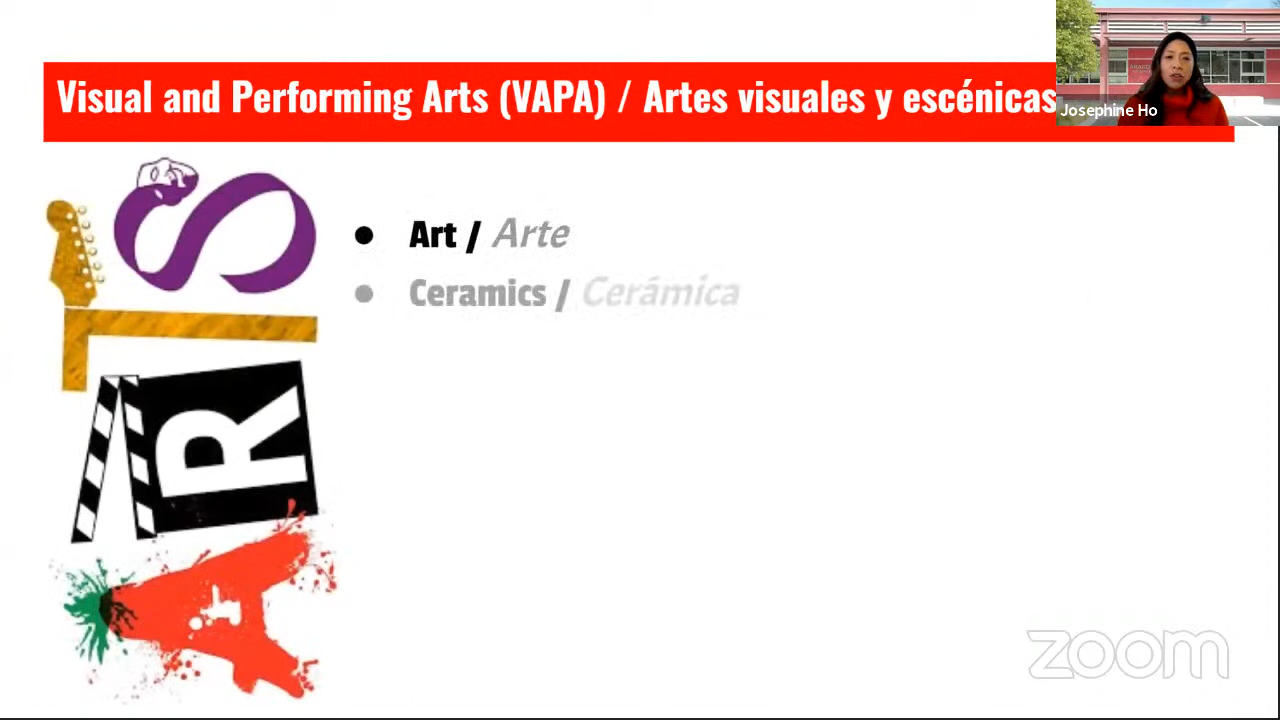 Visual and Performing Arts (VAPA) / Artes visuales y escénicas
Josephine Ho
● Art / Arte
● Ceramics / Cerámica
ARTS
zoom